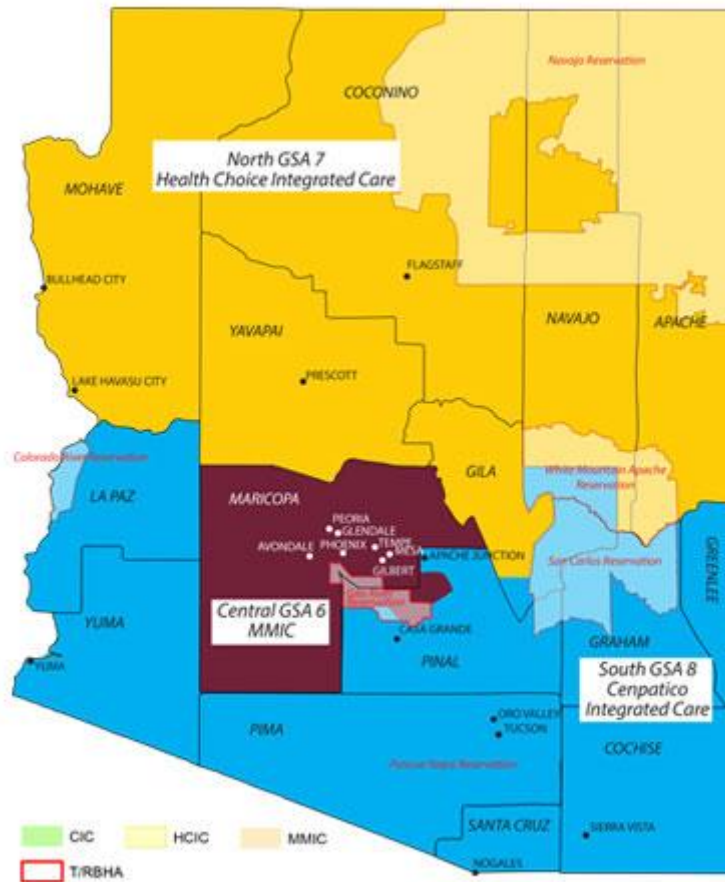 Navajo Reservation
COCONINO
North GSA 7
Health Choice Integrated Care
MOHAVE
FLAGSTAFF
BULLHEAD CITY
NAVAJO
APACHE
YAVAPAI
PRESCOTT
LAKE HAVASU CITY
Colorado River Reservation
GILA
White Mountain Apache
Reservation
LA PAZ
MARICOPA
PEORIA
GLENDALE
PHOENIX
TEMPE
AVONDALE
MESA
APACHE JUNCTION
GILBERT
San Carlos Reservation
GREENLEE
Central GSA 6
MMIC
YUMA
CASA GRANDE
GRAHAM
YUMA
PINAL
South GSA 8
Cenpatico
Integrated Care
ORO VALLEY
PIMA
TUCSON
COCHISE
Pascua Yaqui Reservation
SANTA CRUZ
SIERRA VISTA
CIC
HCIC
MMIC
T/RBHA
NOGALES